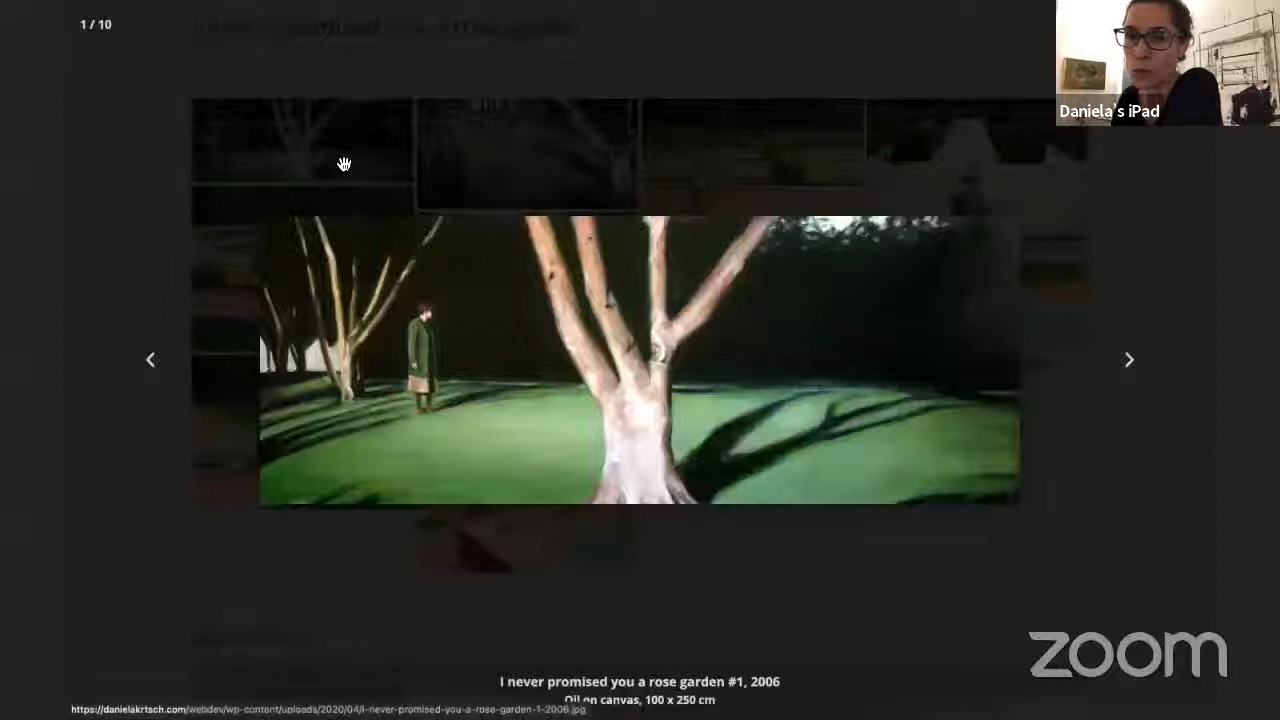 1 / 10
Daniela's iPad
I never promised you a rose garden #1, 2006
Oil on canvas, 100 x 250 cm
https://danielakrtsch.com/webdev/wp-content/uploads/2020/04/I-never-promised-you-a-rose-garden-1-2006.jpg
zoom